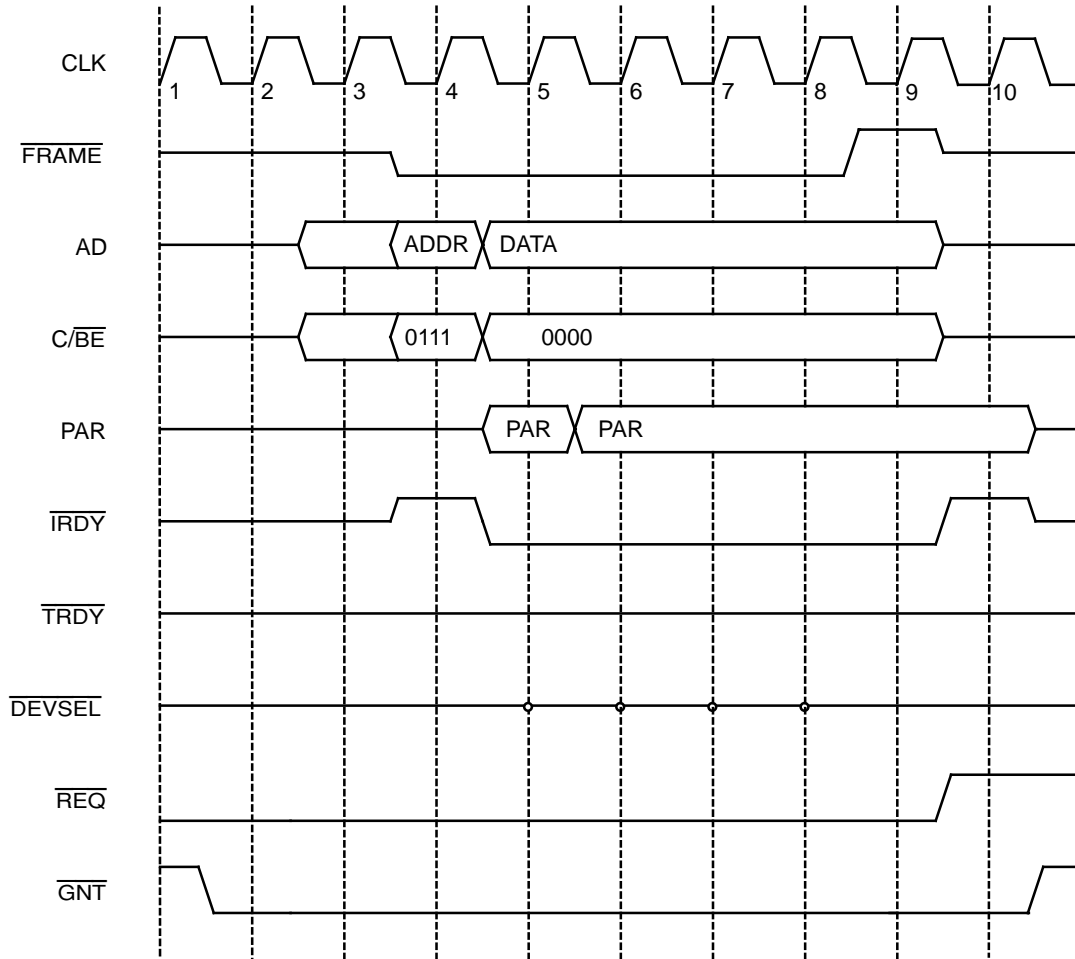 CLK
1 2 3 4 5 6 7 8 9 10
FRAME
AD ADDR DATA
C/BE 0111 0000
PAR PAR PAR
IRDY
TRDY
DEVSEL
REQ
GNT